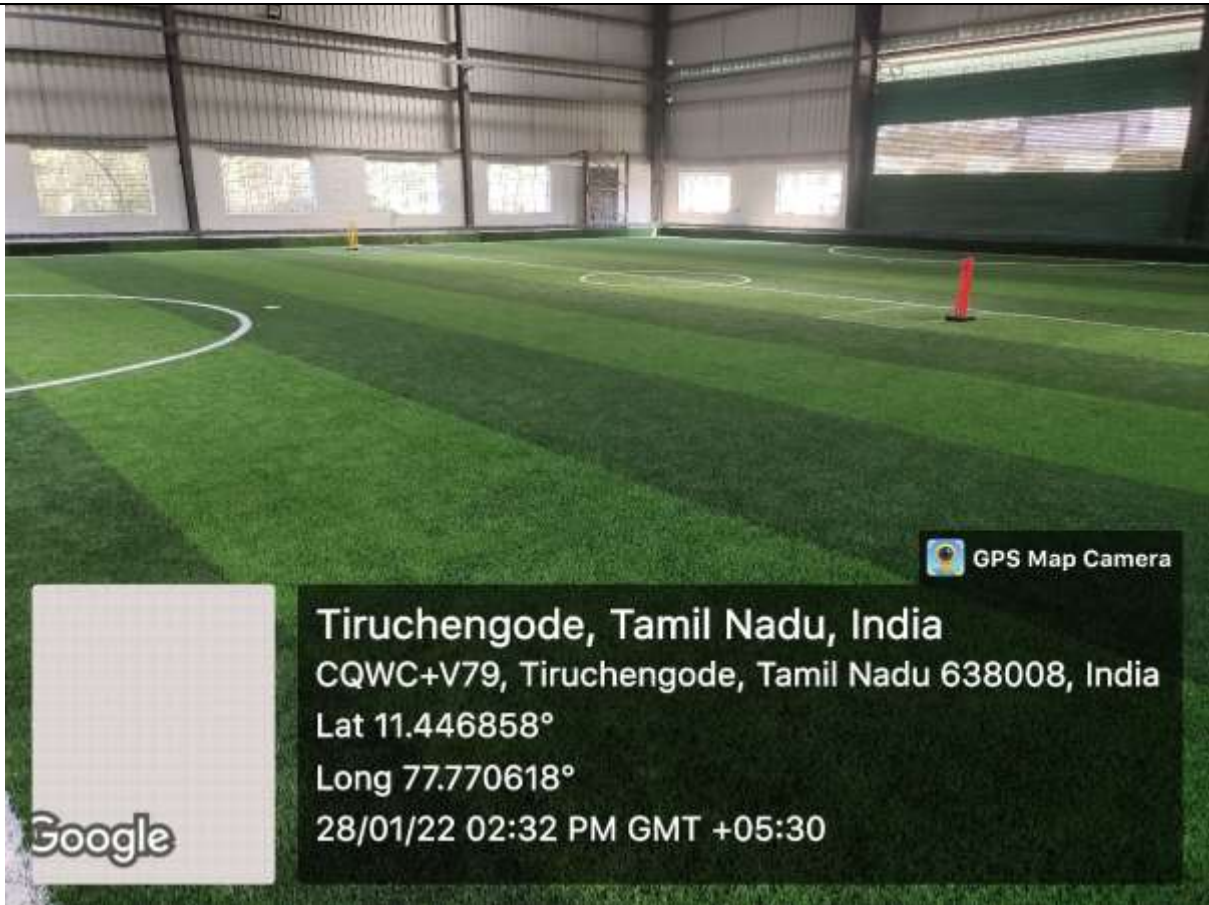 GPS Map Camera
Tiruchengode, Tamil Nadu, India
CQWC+V79, Tiruchengode, Tamil Nadu 638008, India
Lat 11.446858°
Long 77.770618°
28/01/22 02:32 PM GMT +05:30
Google